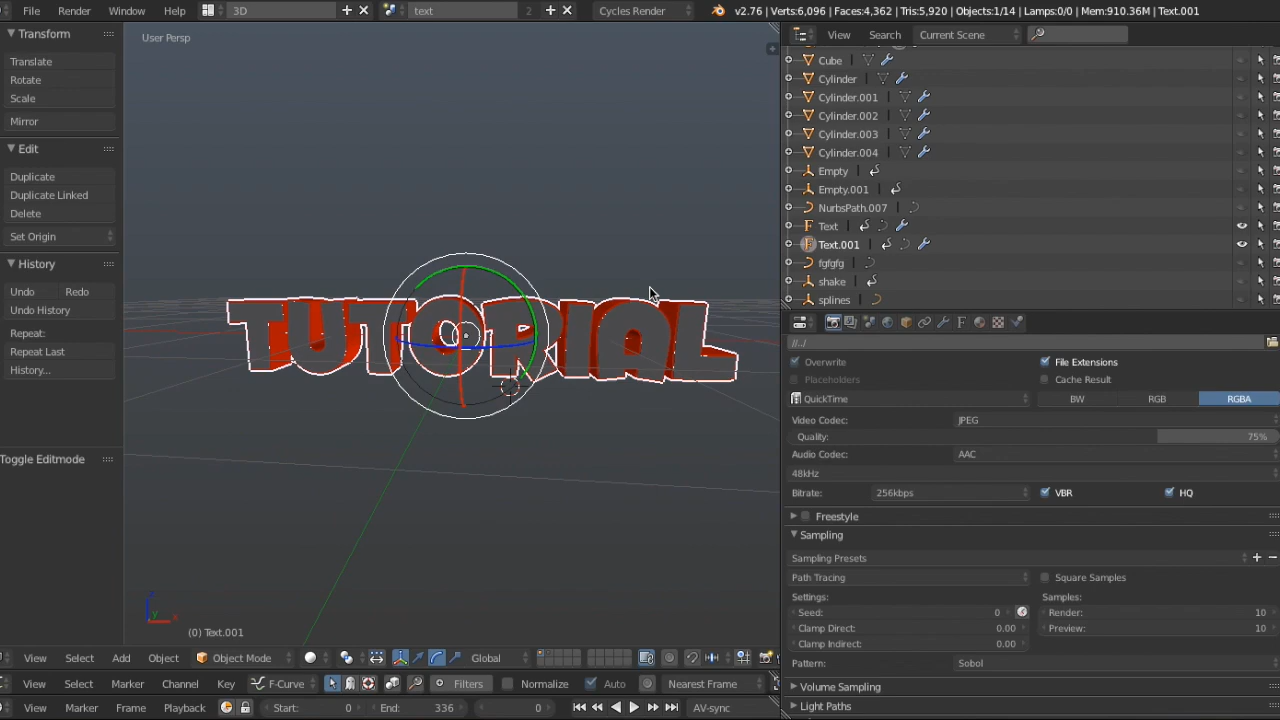 File Render Window Help 3D text 2 Cycles Render v2.76 | Verts:6,096 | Faces:4,362 | Tris:5,920 | Objects:1/14 | Lamps:0/0 | Mem:910.36M | Text.001
Transform
Translate
Rotate
Scale
Mirror
Edit
Duplicate
Duplicate Linked
Delete
Set Origin
History
Undo Redo
Undo History
Repeat:
Repeat Last
History...
Toggle Editmode
User Persp
TUTORIAL
z
y
x
(0) Text.001
View Search Current Scene
Cube
Cylinder
Cylinder.001
Cylinder.002
Cylinder.003
Cylinder.004
Empty
Empty.001
NurbsPath.007
Text
Text.001
fgfgfg
shake
splines
//../
Overwrite File Extensions
Placeholders Cache Result
QuickTime BW RGB RGBA
Video Codec: JPEG
Quality: 75%
Audio Codec: AAC
48kHz
Bitrate: 256kbps VBR HQ
Freestyle
Sampling
Sampling Presets
Path Tracing Square Samples
Settings: Samples:
Seed: 0 Render: 10
Clamp Direct: 0.00 Preview: 10
Clamp Indirect: 0.00
Pattern: Sobol
Volume Sampling
Light Paths
View Select Add Object Object Mode Global
View Select Marker Channel Key F-Curve Filters Normalize Auto Nearest Frame
View Marker Frame Playback Start: 0 End: 336 0 AV-sync